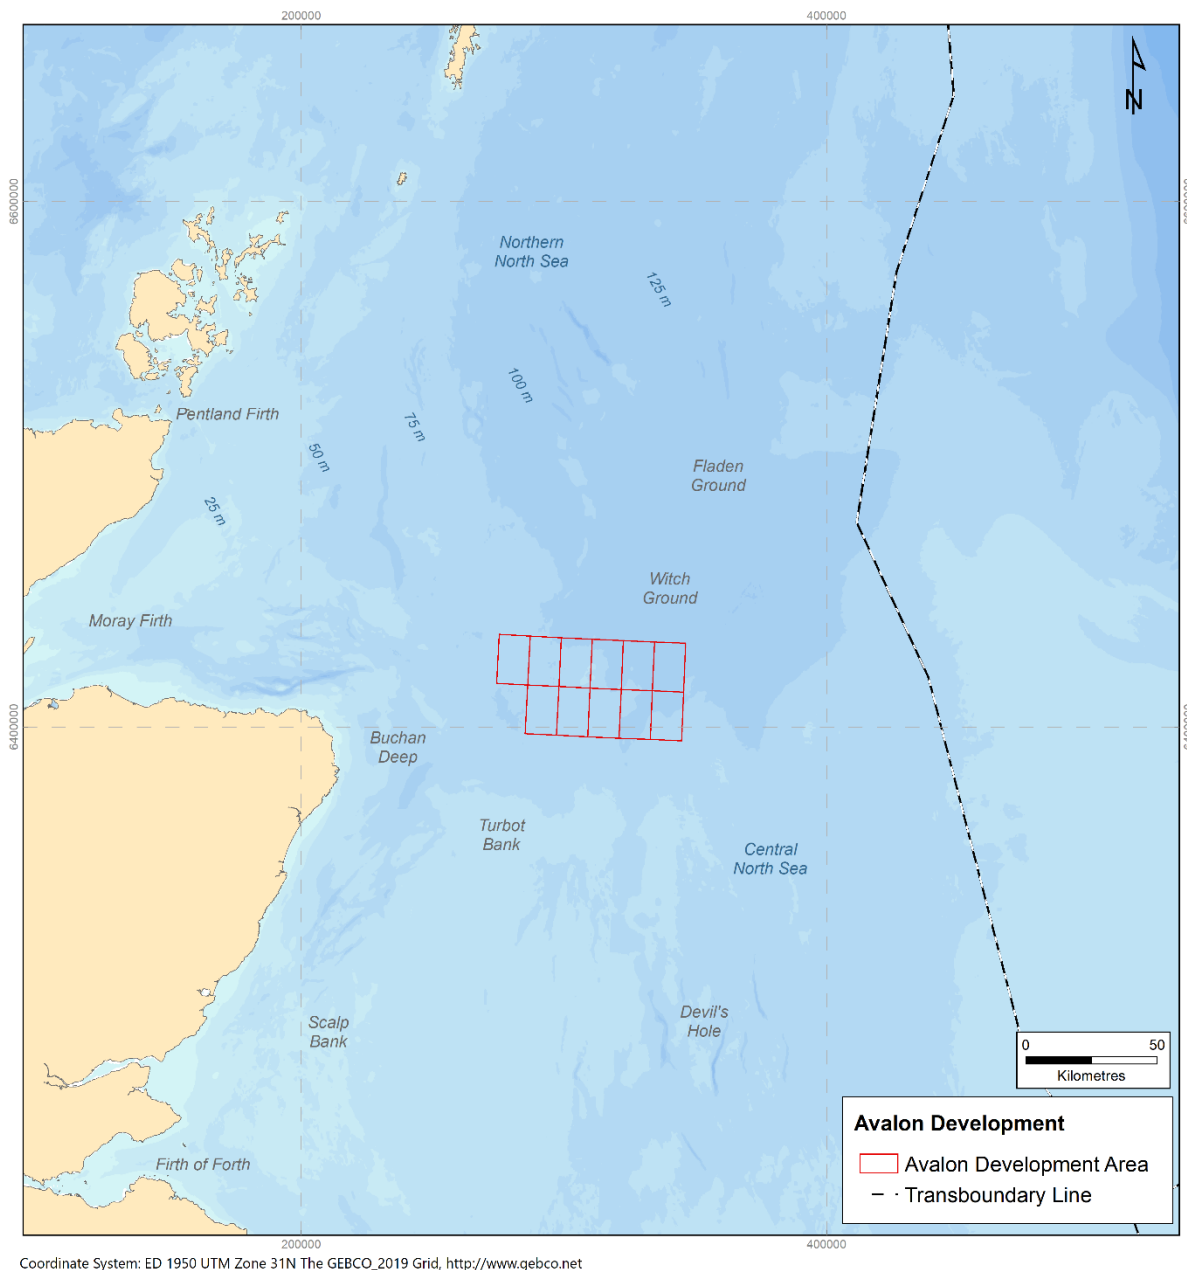 200000
400000
N
6600000
6600000
Northern
North Sea
125 m
100 m
Pentland Firth
75 m
50 m
Fladen
Ground
25 m
Witch
Ground
Moray Firth
6400000
6400000
Buchan
Deep
Turbot
Bank
Central
North Sea
Scalp
Bank
Devil's
Hole
0 50
Kilometres
Avalon Development
Avalon Development Area
Transboundary Line
Firth of Forth
200000
400000
Coordinate System: ED 1950 UTM Zone 31N The GEBCO_2019 Grid, http://www.gebco.net